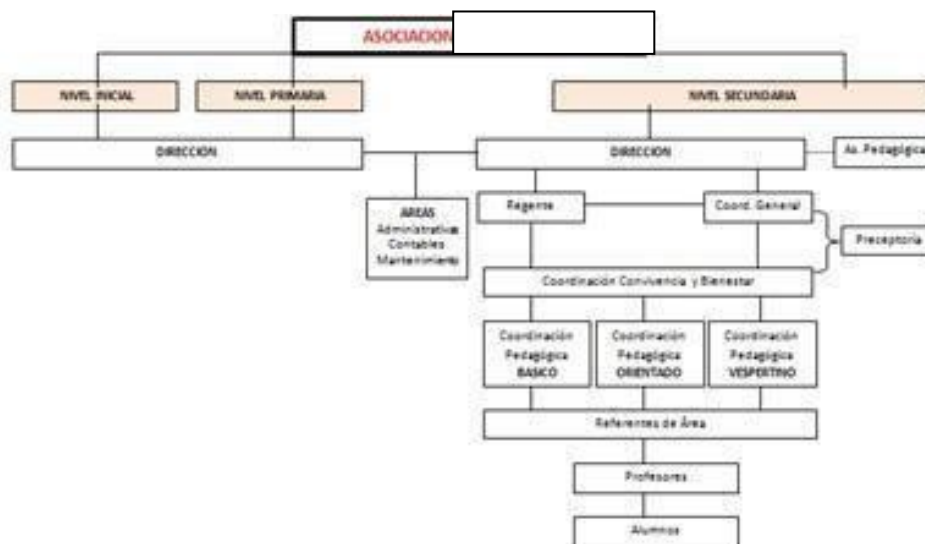 ASOCIACION
NIVEL INICIAL
NIVEL PRIMARIA
NIVEL SECUNDARIA
DIRECCION
DIRECCION
As. Pedagógica
AREAS
Administrativas
Contables
Mantenimiento
Regente
Coord. General
Preceptoría
Coordinación Convivencia y Bienestar
Coordinación
Pedagógica
BASICO
Coordinación
Pedagógica
ORIENTADO
Coordinación
Pedagógica
VESPERTINO
Referentes de Área
Profesores
Alumnos